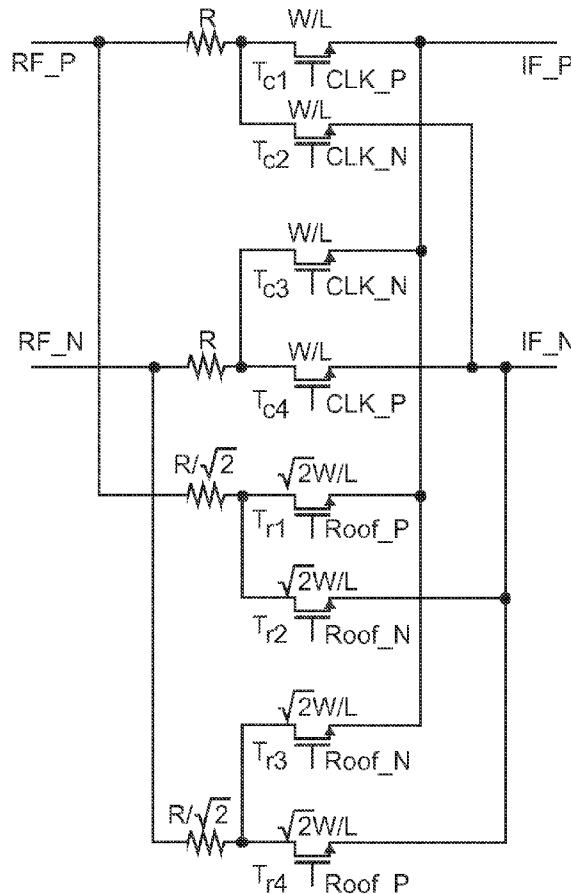 R W/L
RF_P IF_P
Tc1 CLK_P
W/L
Tc2 CLK_N
W/L
Tc3 CLK_N
RF_N R W/L IF_N
Tc4 CLK_P
R/√2 √2W/L
Tr1 Roof_P
√2W/L
Tr2 Roof_N
√2W/L
Tr3 Roof_N
R/√2 √2W/L
Tr4 Roof_P